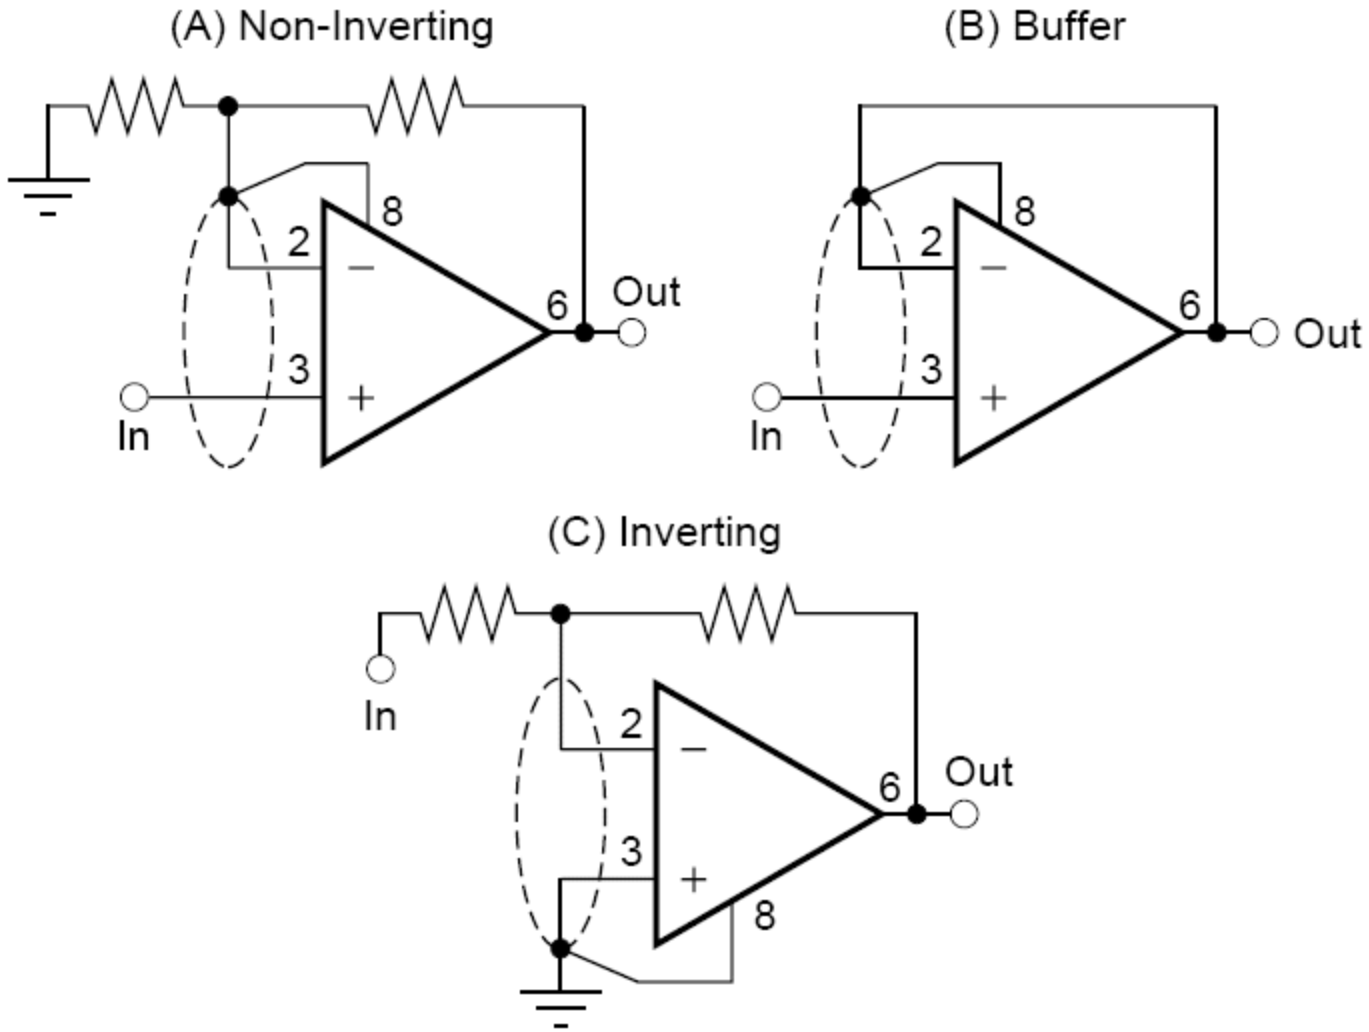 (A) Non-Inverting
8
2
−
6
Out
3
+
In
(B) Buffer
8
2
−
6
Out
3
+
In
(C) Inverting
In
2
−
6
Out
3
+
8